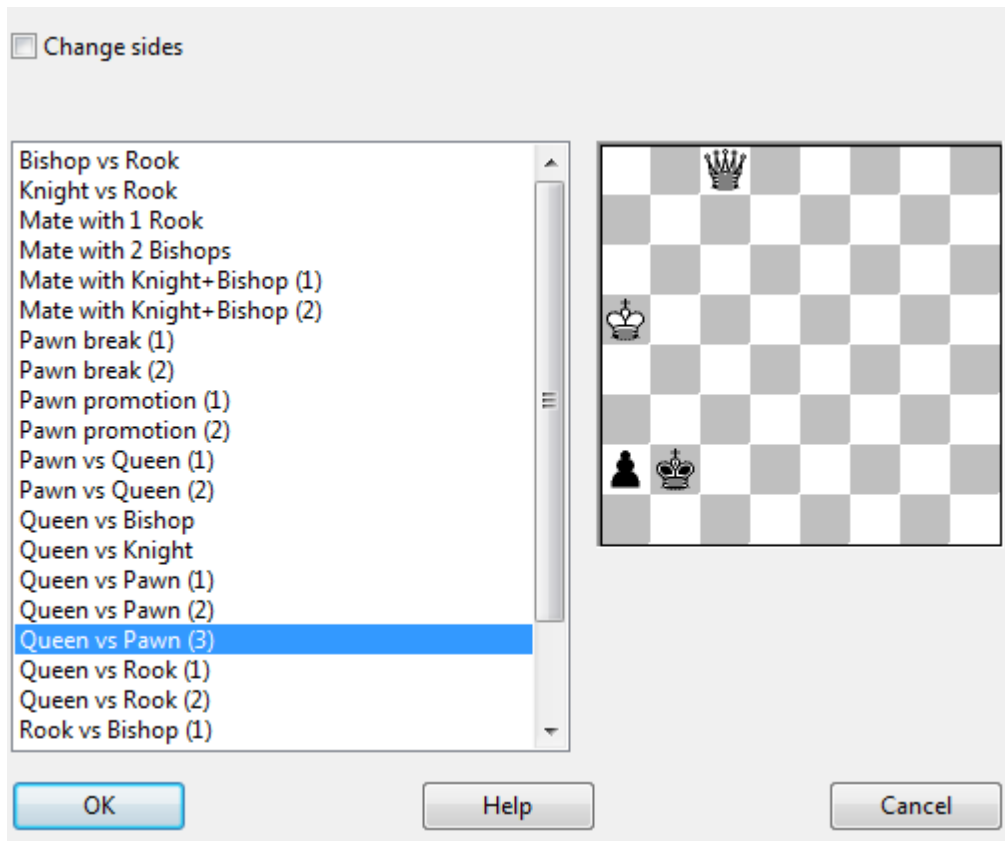 Change sides
Bishop vs Rook
Knight vs Rook
Mate with 1 Rook
Mate with 2 Bishops
Mate with Knight+Bishop (1)
Mate with Knight+Bishop (2)
Pawn break (1)
Pawn break (2)
Pawn promotion (1)
Pawn promotion (2)
Pawn vs Queen (1)
Pawn vs Queen (2)
Queen vs Bishop
Queen vs Knight
Queen vs Pawn (1)
Queen vs Pawn (2)
Queen vs Pawn (3)
Queen vs Rook (1)
Queen vs Rook (2)
Rook vs Bishop (1)
OK
Help
Cancel